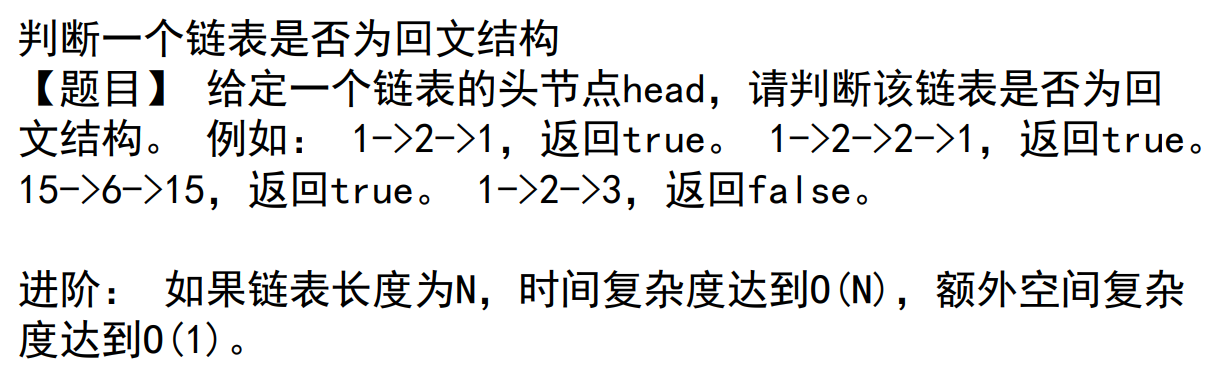 判断一个链表是否为回文结构
【题目】 给定一个链表的头节点head，请判断该链表是否为回
文结构。 例如： 1->2->1，返回true。 1->2->2->1，返回true。
15->6->15，返回true。 1->2->3，返回false。
进阶： 如果链表长度为N，时间复杂度达到O(N)，额外空间复杂
度达到O(1)。